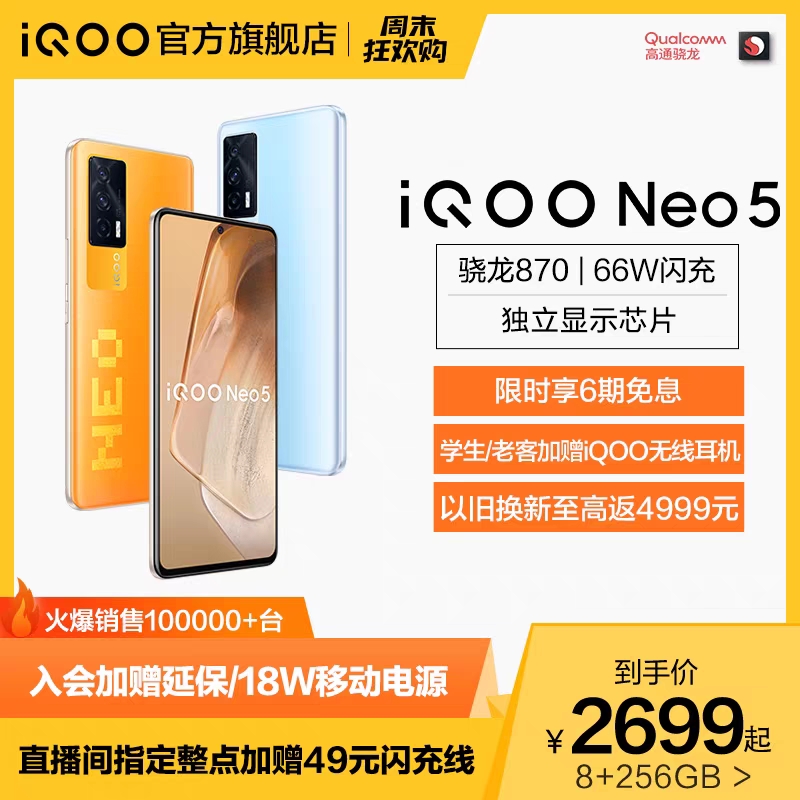 iQOO官方旗舰店
周末
狂欢购
Qualcomm
高通骁龙
iQOO Neo5
骁龙870 | 66W闪充
独立显示芯片
限时享6期免息
学生/老客加赠iQOO无线耳机
以旧换新至高返4999元
iQOO
NEO
iQOO Neo5
火爆销售100000+台
入会加赠延保/18W移动电源
直播间指定整点加赠49元闪充线
到手价
¥2699起
8+256GB >